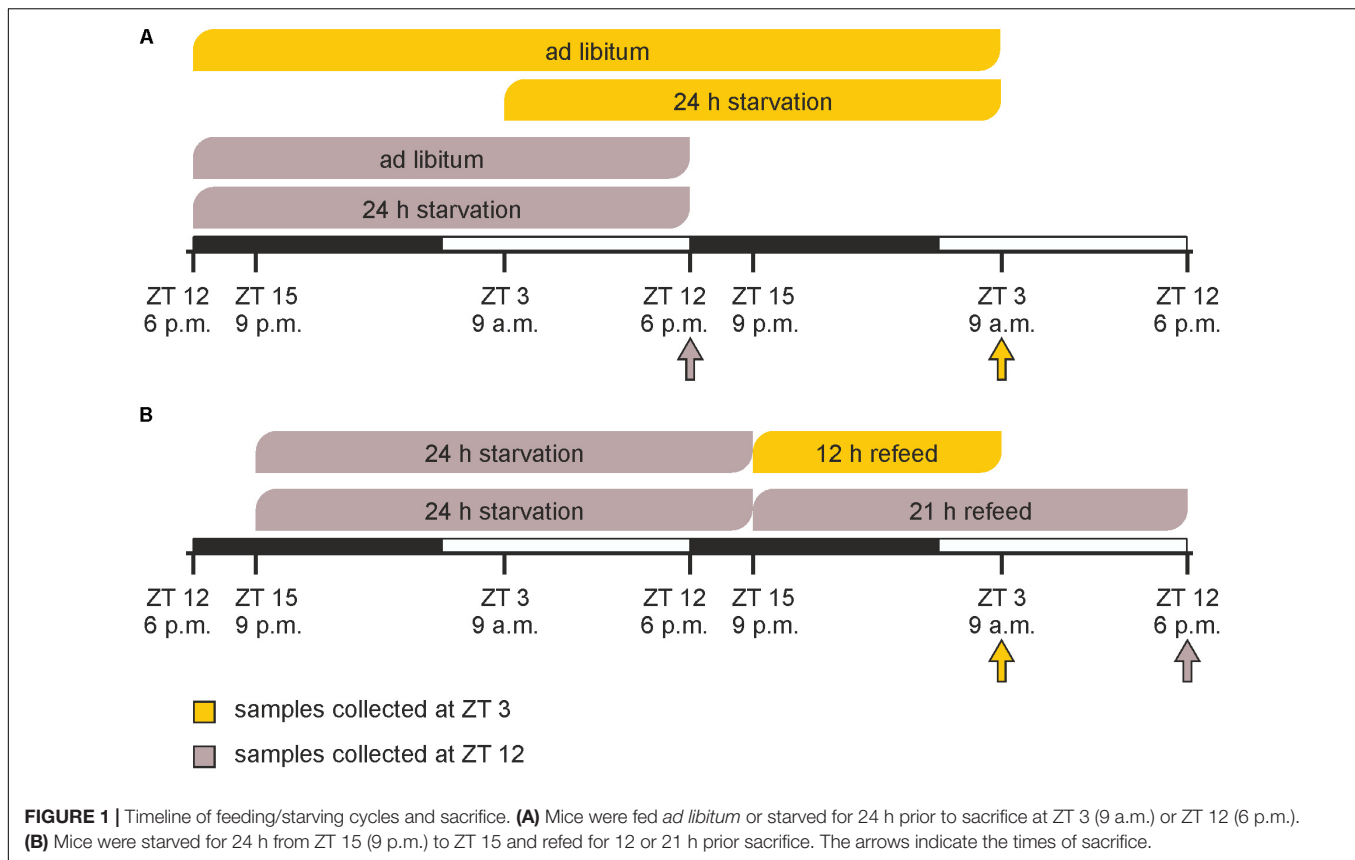 A
ad libitum
24 h starvation
ad libitum
24 h starvation
ZT 12 ZT 15 ZT 3 ZT 12 ZT 15 ZT 3 ZT 12
6 p.m. 9 p.m. 9 a.m. 6 p.m. 9 p.m. 9 a.m. 6 p.m.
B
24 h starvation 12 h refeed
24 h starvation 21 h refeed
ZT 12 ZT 15 ZT 3 ZT 12 ZT 15 ZT 3 ZT 12
6 p.m. 9 p.m. 9 a.m. 6 p.m. 9 p.m. 9 a.m. 6 p.m.
samples collected at ZT 3
samples collected at ZT 12
FIGURE 1 | Timeline of feeding/starving cycles and sacrifice. (A) Mice were fed ad libitum or starved for 24 h prior to sacrifice at ZT 3 (9 a.m.) or ZT 12 (6 p.m.).
(B) Mice were starved for 24 h from ZT 15 (9 p.m.) to ZT 15 and refed for 12 or 21 h prior sacrifice. The arrows indicate the times of sacrifice.